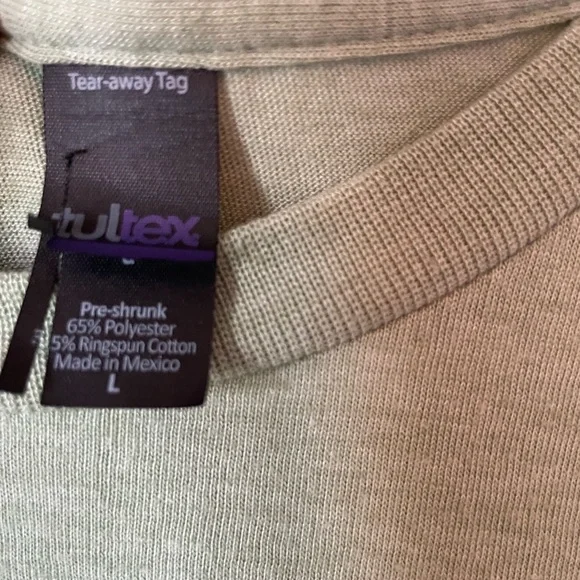 Tear-away Tag
tultex
Pre-shrunk
65% Polyester
5% Ringspun Cotton
Made in Mexico
L